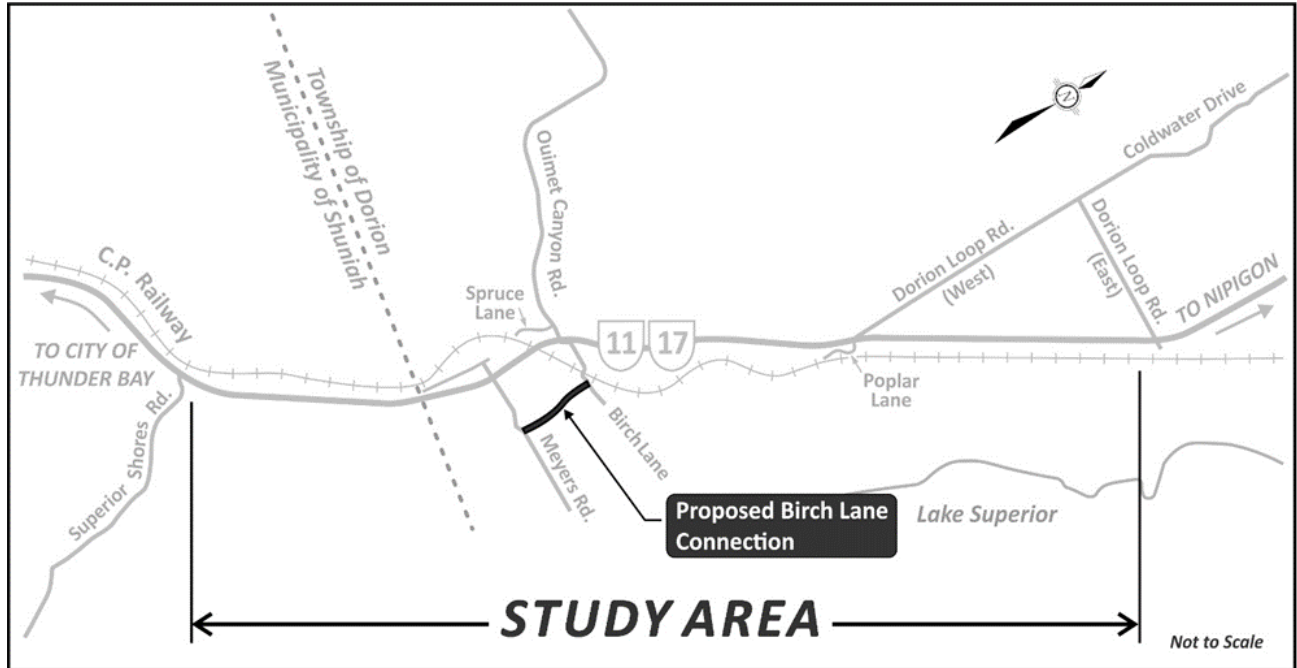 Township of Dorion
Municipality of Shuniah
Ouimet Canyon Rd.
Coldwater Drive
N
C.P. Railway
Dorion Loop Rd.
(West)
Dorion Loop Rd.
(East)
Spruce
Lane
11 17
TO NIPIGON
TO CITY OF
THUNDER BAY
Poplar
Lane
Superior Shores Rd.
Meyers Rd.
Birch Lane
Proposed Birch Lane
Connection
Lake Superior
STUDY AREA
Not to Scale